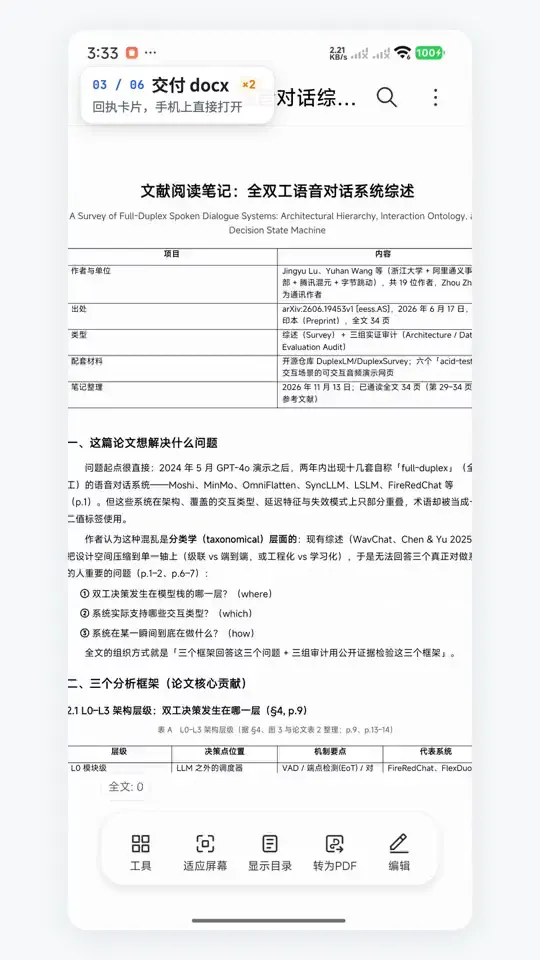 3:33 ··· 2.21 KB/s 6 100
03 / 06 交付 docx ×2
回执卡片，手机上直接打开
对话综...
文献阅读笔记：全双工语音对话系统综述
A Survey of Full-Duplex Spoken Dialogue Systems: Architectural Hierarchy, Interaction Ontology,
Decision State Machine
项目 内容
作者与单位 Jingyu Lu、Yuhan Wang 等（浙江大学 + 阿里通义事
部 + 腾讯混元 + 字节跳动），共 19 位作者，Zhou Zh
为通讯作者
出处 arXiv:2606.19453v1 [eess.AS]，2026 年 6 月 17 日，
印本（Preprint），全文 34 页
类型 综述（Survey） + 三组实证审计（Architecture / Dat
Evaluation Audit）
配套材料 开源仓库 DuplexLM/DuplexSurvey；六个「acid-test
交互场景的可交互音频演示网页
笔记整理 2026 年 11 月 13 日；已通读全文 34 页（第 29–34 页
参考文献）
一、这篇论文想解决什么问题
问题起点很直接：2024 年 5 月 GPT-4o 演示之后，两年内出现十几套自称「full-duplex」（全
工）的语音对话系统——Moshi、MinMo、OmniFlatten、SyncLLM、LSLM、FireRedChat 等
（p.1）。但这些系统在架构、覆盖的交互类型、延迟特征与失效模式上只部分重叠，术语却被当成一
二值标签使用。
作者认为这种混乱是分类学（taxonomical）层面的：现有综述（WavChat、Chen & Yu 2025
把设计空间压缩到单一轴上（级联 vs 端到端，或工程化 vs 学习化），于是无法回答三个真正对做系
的人重要的问题（p.1–2、p.6–7）：
① 双工决策发生在模型栈的哪一层？（where）
② 系统实际支持哪些交互类型？（which）
③ 系统在某一瞬间到底在做什么？（how）
全文的组织方式就是「三个框架回答这三个问题 + 三组审计用公开证据检验这三个框架」。
二、三个分析框架（论文核心贡献）
2.1 L0–L3 架构层级：双工决策发生在哪一层（§4, p.9）
表 A L0–L3 架构层级（据 §4、图 3 与论文表 2 整理；p.9、p.13–14）
层级 决策点位置 机制要点 代表系统
L0 模块级 LLM 之外的调度器 VAD / 端点检测(EoT) / 对 FireRedChat、FlexDuo
全文: 0
工具 适应屏幕 显示目录 转为PDF 编辑